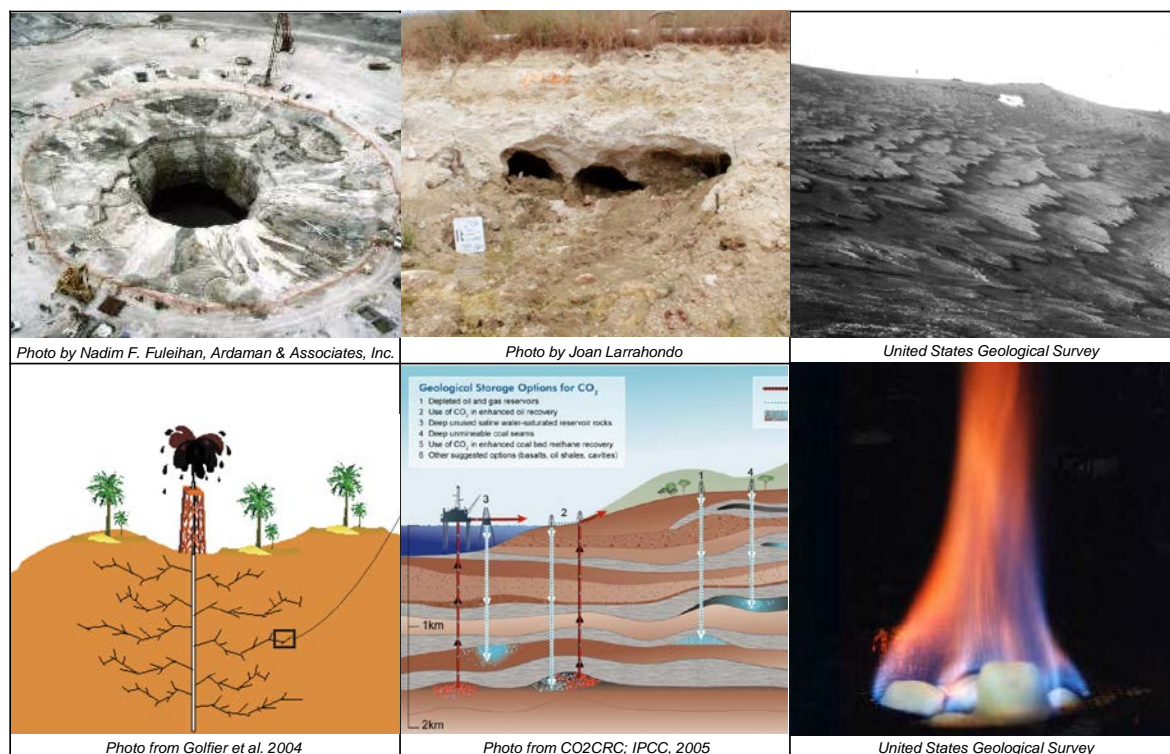 Photo by Nadim F. Fuleihan, Ardaman & Associates, Inc.
Photo by Joan Larrahondo
United States Geological Survey
Geological Storage Options for CO2
1 Depleted oil and gas reservoirs
2 Use of CO2 in enhanced oil recovery
3 Deep unused saline water-saturated reservoir rocks
4 Deep unmineable coal seams
5 Use of CO2 in enhanced coal bed methane recovery
6 Other suggested options (basalts, oil shales, cavities)
1
4
3
2
1km
2km
Photo from Golfier et al. 2004
Photo from CO2CRC; IPCC, 2005
United States Geological Survey